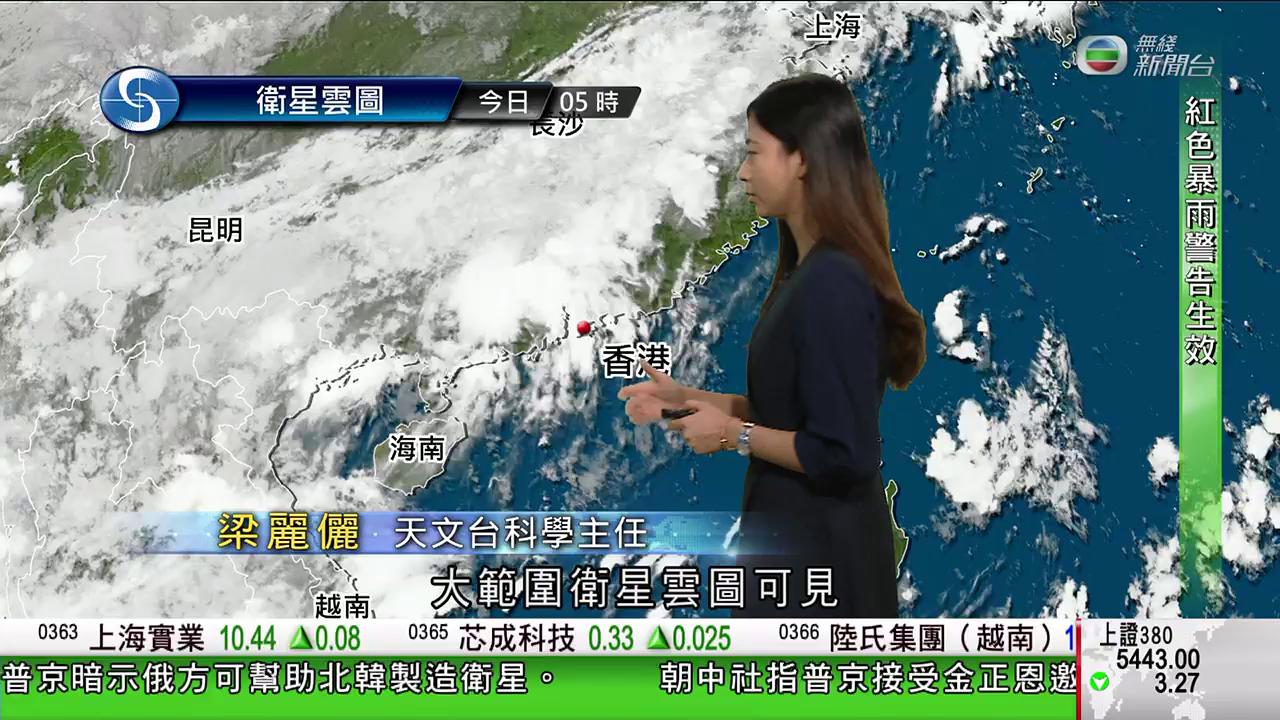 上海
無綫
新聞台
衛星雲圖 今日 05時
長沙
紅色暴雨警告生效
昆明
香港
海南
梁麗儷 天文台科學主任
大範圍衛星雲圖可見
越南
0363 上海實業 10.44 ▲0.08 0365 芯成科技 0.33 ▲0.025 0366 陸氏集團（越南）1
上證380
5443.00
3.27
普京暗示俄方可幫助北韓製造衛星。 朝中社指普京接受金正恩邀